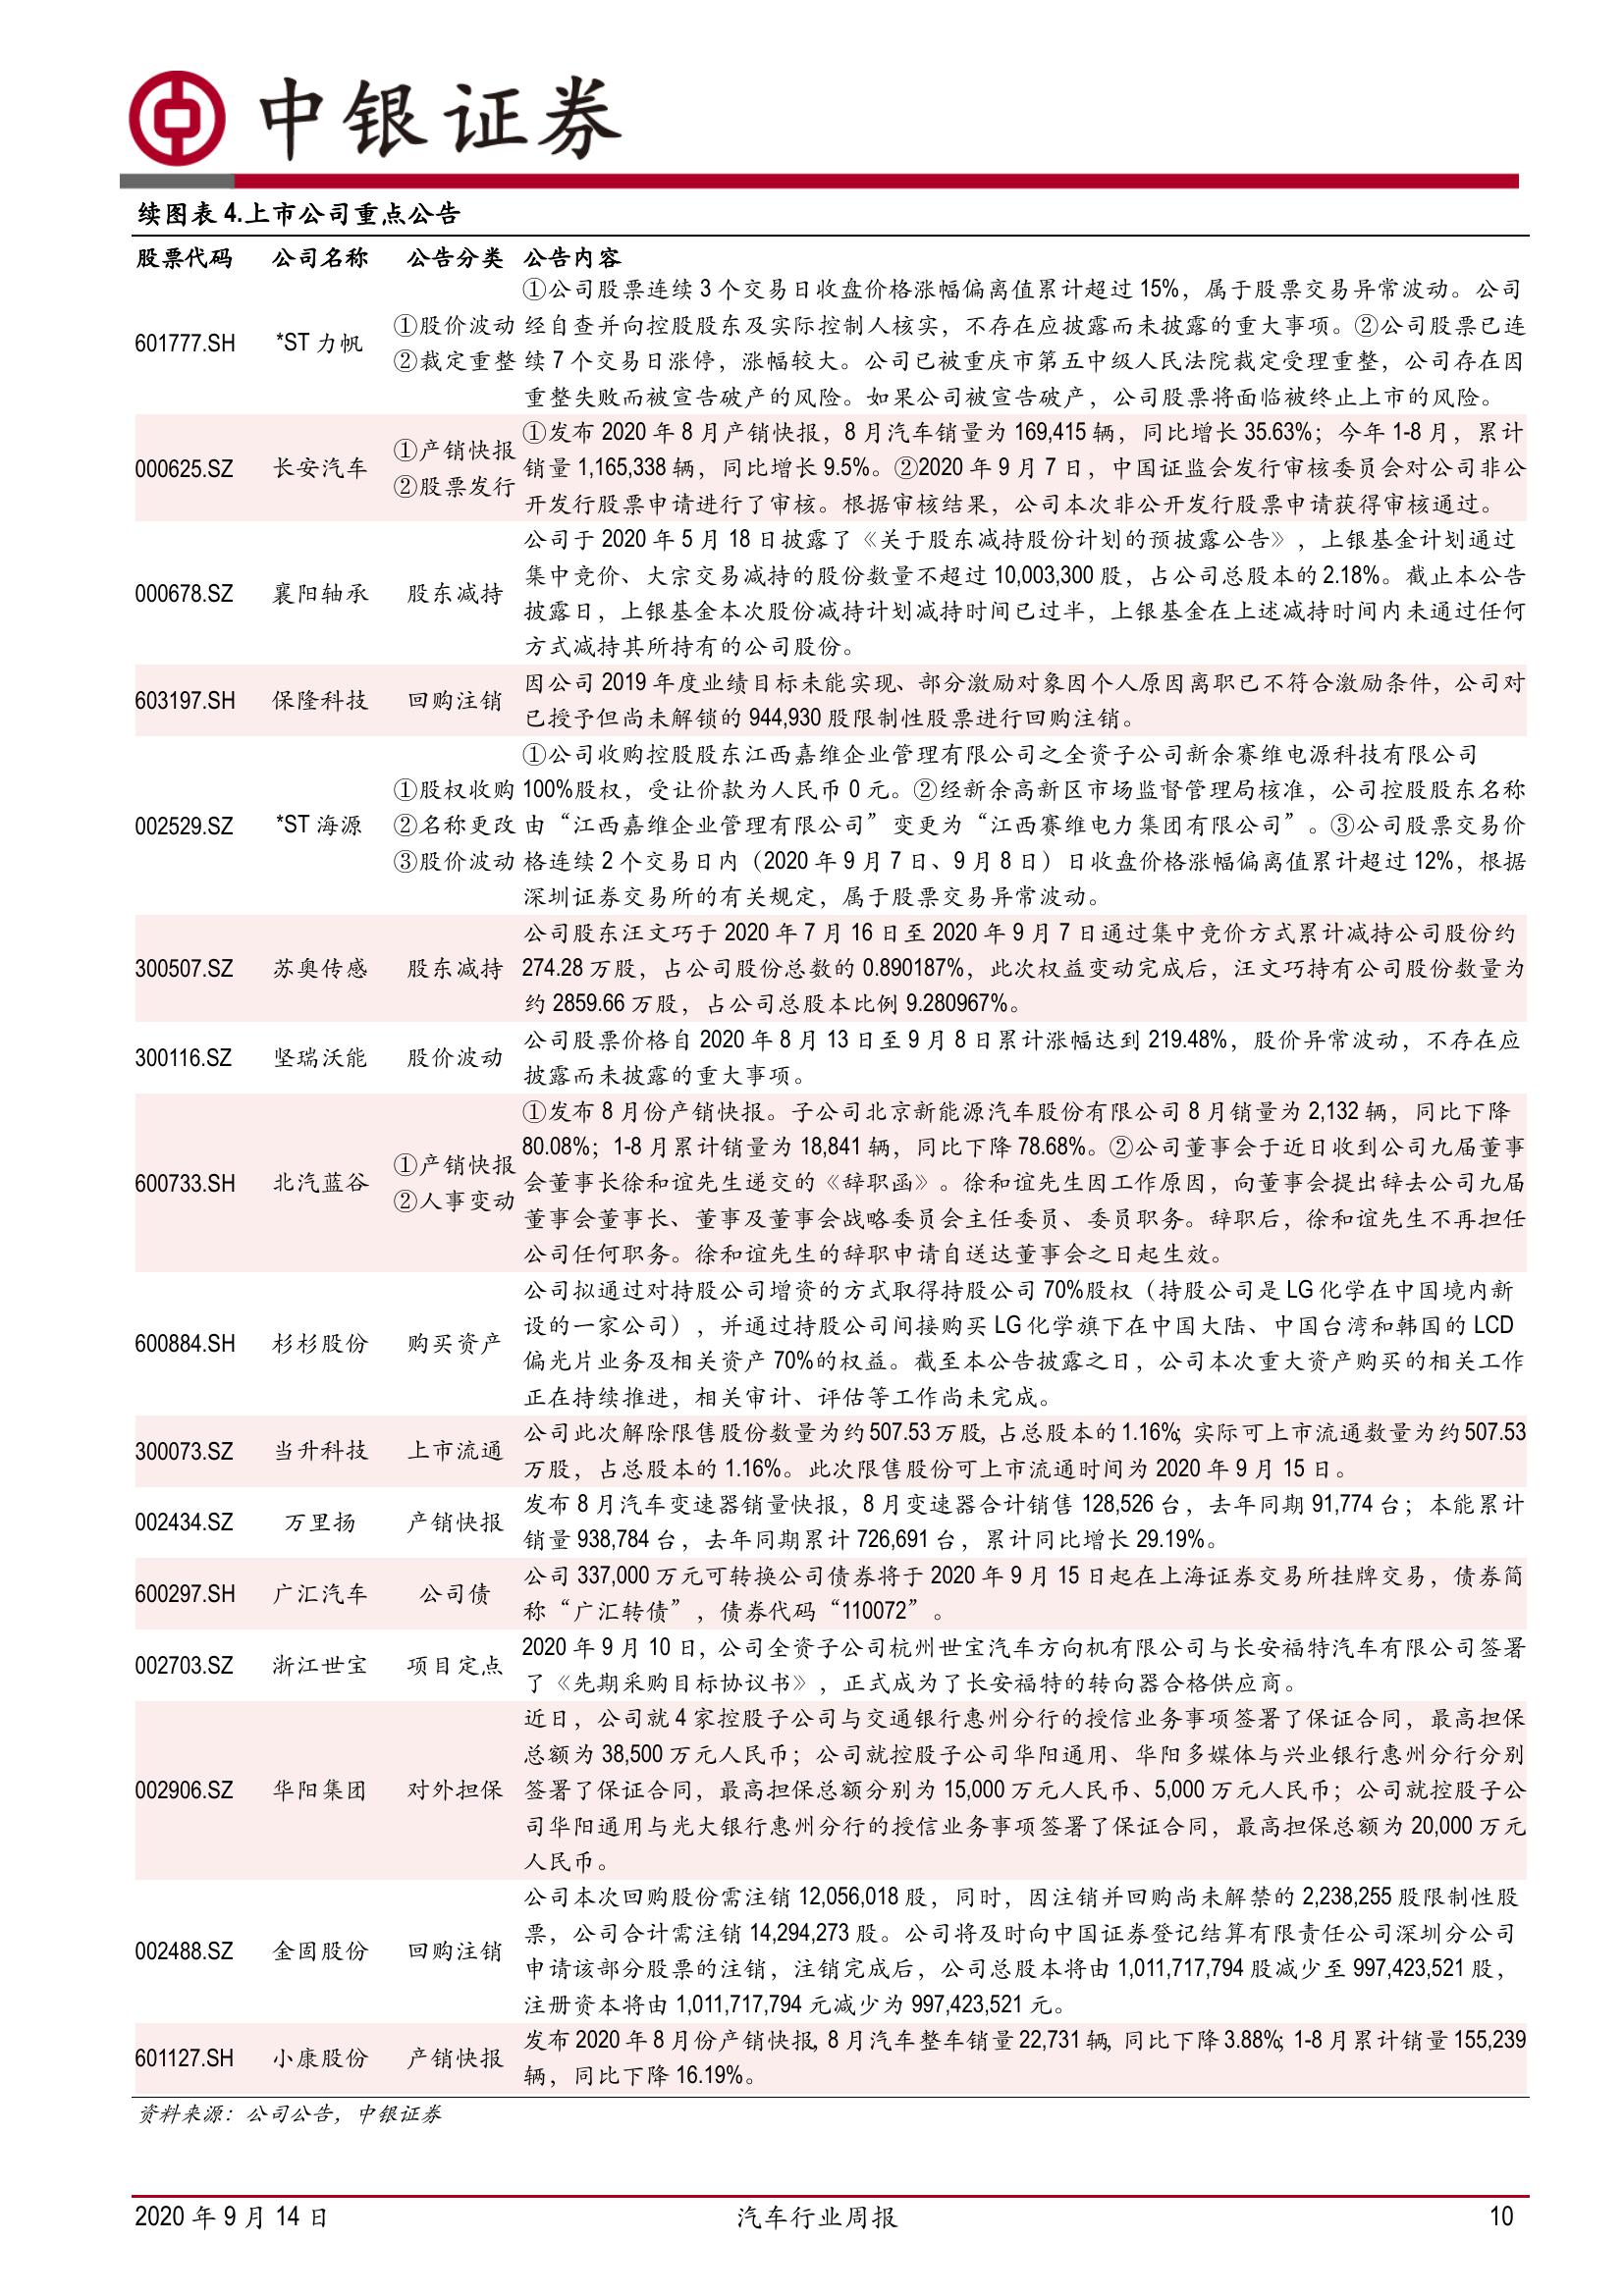 中银证券
续图表 4.上市公司重点公告
股票代码 公司名称 公告分类 公告内容
601777.SH *ST 力帆 ①股价波动 ②裁定重整 ①公司股票连续 3 个交易日收盘价格涨幅偏离值累计超过 15%，属于股票交易异常波动。公司
经自查并向控股股东及实际控制人核实，不存在应披露而未披露的重大事项。②公司股票已连
续 7 个交易日涨停，涨幅较大。公司已被重庆市第五中级人民法院裁定受理重整，公司存在因
重整失败而被宣告破产的风险。如果公司被宣告破产，公司股票将面临被终止上市的风险。
000625.SZ 长安汽车 ①产销快报 ②股票发行 ①发布 2020 年 8 月产销快报，8 月汽车销量为 169,415 辆，同比增长 35.63%；今年 1-8 月，累计
销量 1,165,338 辆，同比增长 9.5%。②2020 年 9 月 7 日，中国证监会发行审核委员会对公司非公
开发行股票申请进行了审核。根据审核结果，公司本次非公开发行股票申请获得审核通过。
000678.SZ 襄阳轴承 股东减持 公司于 2020 年 5 月 18 日披露了《关于股东减持股份计划的预披露公告》，上银基金计划通过
集中竞价、大宗交易减持的股份数量不超过 10,003,300 股，占公司总股本的 2.18%。截止本公告
披露日，上银基金本次股份减持计划减持时间已过半，上银基金在上述减持时间内未通过任何
方式减持其所持有的公司股份。
603197.SH 保隆科技 回购注销 因公司 2019 年度业绩目标未能实现、部分激励对象因个人原因离职已不符合激励条件，公司对
已授予但尚未解锁的 944,930 股限制性股票进行回购注销。
002529.SZ *ST 海源 ①股权收购 ②名称更改 ③股价波动 ①公司收购控股股东江西嘉维企业管理有限公司之全资子公司新余赛维电源科技有限公司
100%股权，受让价款为人民币 0 元。②经新余高新区市场监督管理局核准，公司控股股东名称
由“江西嘉维企业管理有限公司”变更为“江西赛维电力集团有限公司”。③公司股票交易价
格连续 2 个交易日内（2020 年 9 月 7 日、9 月 8 日）日收盘价格涨幅偏离值累计超过 12%，根据
深圳证券交易所的有关规定，属于股票交易异常波动。
300507.SZ 苏奥传感 股东减持 公司股东汪文巧于 2020 年 7 月 16 日至 2020 年 9 月 7 日通过集中竞价方式累计减持公司股份约
274.28 万股，占公司股份总数的 0.890187%，此次权益变动完成后，汪文巧持有公司股份数量为
约 2859.66 万股，占公司总股本比例 9.280967%。
300116.SZ 坚瑞沃能 股价波动 公司股票价格自 2020 年 8 月 13 日至 9 月 8 日累计涨幅达到 219.48%，股价异常波动，不存在应
披露而未披露的重大事项。
600733.SH 北汽蓝谷 ①产销快报 ②人事变动 ①发布 8 月份产销快报。子公司北京新能源汽车股份有限公司 8 月销量为 2,132 辆，同比下降
80.08%；1-8 月累计销量为 18,841 辆，同比下降 78.68%。②公司董事会于近日收到公司九届董事
会董事长徐和谊先生递交的《辞职函》。徐和谊先生因工作原因，向董事会提出辞去公司九届
董事会董事长、董事及董事会战略委员会主任委员、委员职务。辞职后，徐和谊先生不再担任
公司任何职务。徐和谊先生的辞职申请自送达董事会之日起生效。
600884.SH 杉杉股份 购买资产 公司拟通过对持股公司增资的方式取得持股公司 70%股权（持股公司是 LG 化学在中国境内新
设的一家公司），并通过持股公司间接购买 LG 化学旗下在中国大陆、中国台湾和韩国的 LCD
偏光片业务及相关资产 70%的权益。截至本公告披露之日，公司本次重大资产购买的相关工作
正在持续推进，相关审计、评估等工作尚未完成。
300073.SZ 当升科技 上市流通 公司此次解除限售股份数量为约 507.53 万股，占总股本的 1.16%；实际可上市流通数量为约 507.53
万股，占总股本的 1.16%。此次限售股份可上市流通时间为 2020 年 9 月 15 日。
002434.SZ 万里扬 产销快报 发布 8 月汽车变速器销量快报，8 月变速器合计销售 128,526 台，去年同期 91,774 台；本能累计
销量 938,784 台，去年同期累计 726,691 台，累计同比增长 29.19%。
600297.SH 广汇汽车 公司债 公司 337,000 万元可转换公司债券将于 2020 年 9 月 15 日起在上海证券交易所挂牌交易，债券简
称“广汇转债”，债券代码“110072”。
002703.SZ 浙江世宝 项目定点 2020 年 9 月 10 日，公司全资子公司杭州世宝汽车方向机有限公司与长安福特汽车有限公司签署
了《先期采购目标协议书》，正式成为了长安福特的转向器合格供应商。
002906.SZ 华阳集团 对外担保 近日，公司就 4 家控股子公司与交通银行惠州分行的授信业务事项签署了保证合同，最高担保
总额为 38,500 万元人民币；公司就控股子公司华阳通用、华阳多媒体与兴业银行惠州分行分别
签署了保证合同，最高担保总额分别为 15,000 万元人民币、5,000 万元人民币；公司就控股子公
司华阳通用与光大银行惠州分行的授信业务事项签署了保证合同，最高担保总额为 20,000 万元
人民币。
002488.SZ 金固股份 回购注销 公司本次回购股份需注销 12,056,018 股，同时，因注销并回购尚未解禁的 2,238,255 股限制性股
票，公司合计需注销 14,294,273 股。公司将及时向中国证券登记结算有限责任公司深圳分公司
申请该部分股票的注销，注销完成后，公司总股本将由 1,011,717,794 股减少至 997,423,521 股，
注册资本将由 1,011,717,794 元减少为 997,423,521 元。
601127.SH 小康股份 产销快报 发布 2020 年 8 月份产销快报，8 月汽车整车销量 22,731 辆，同比下降 3.88%；1-8 月累计销量 155,239
辆，同比下降 16.19%。
资料来源：公司公告，中银证券
2020 年 9 月 14 日 汽车行业周报 10